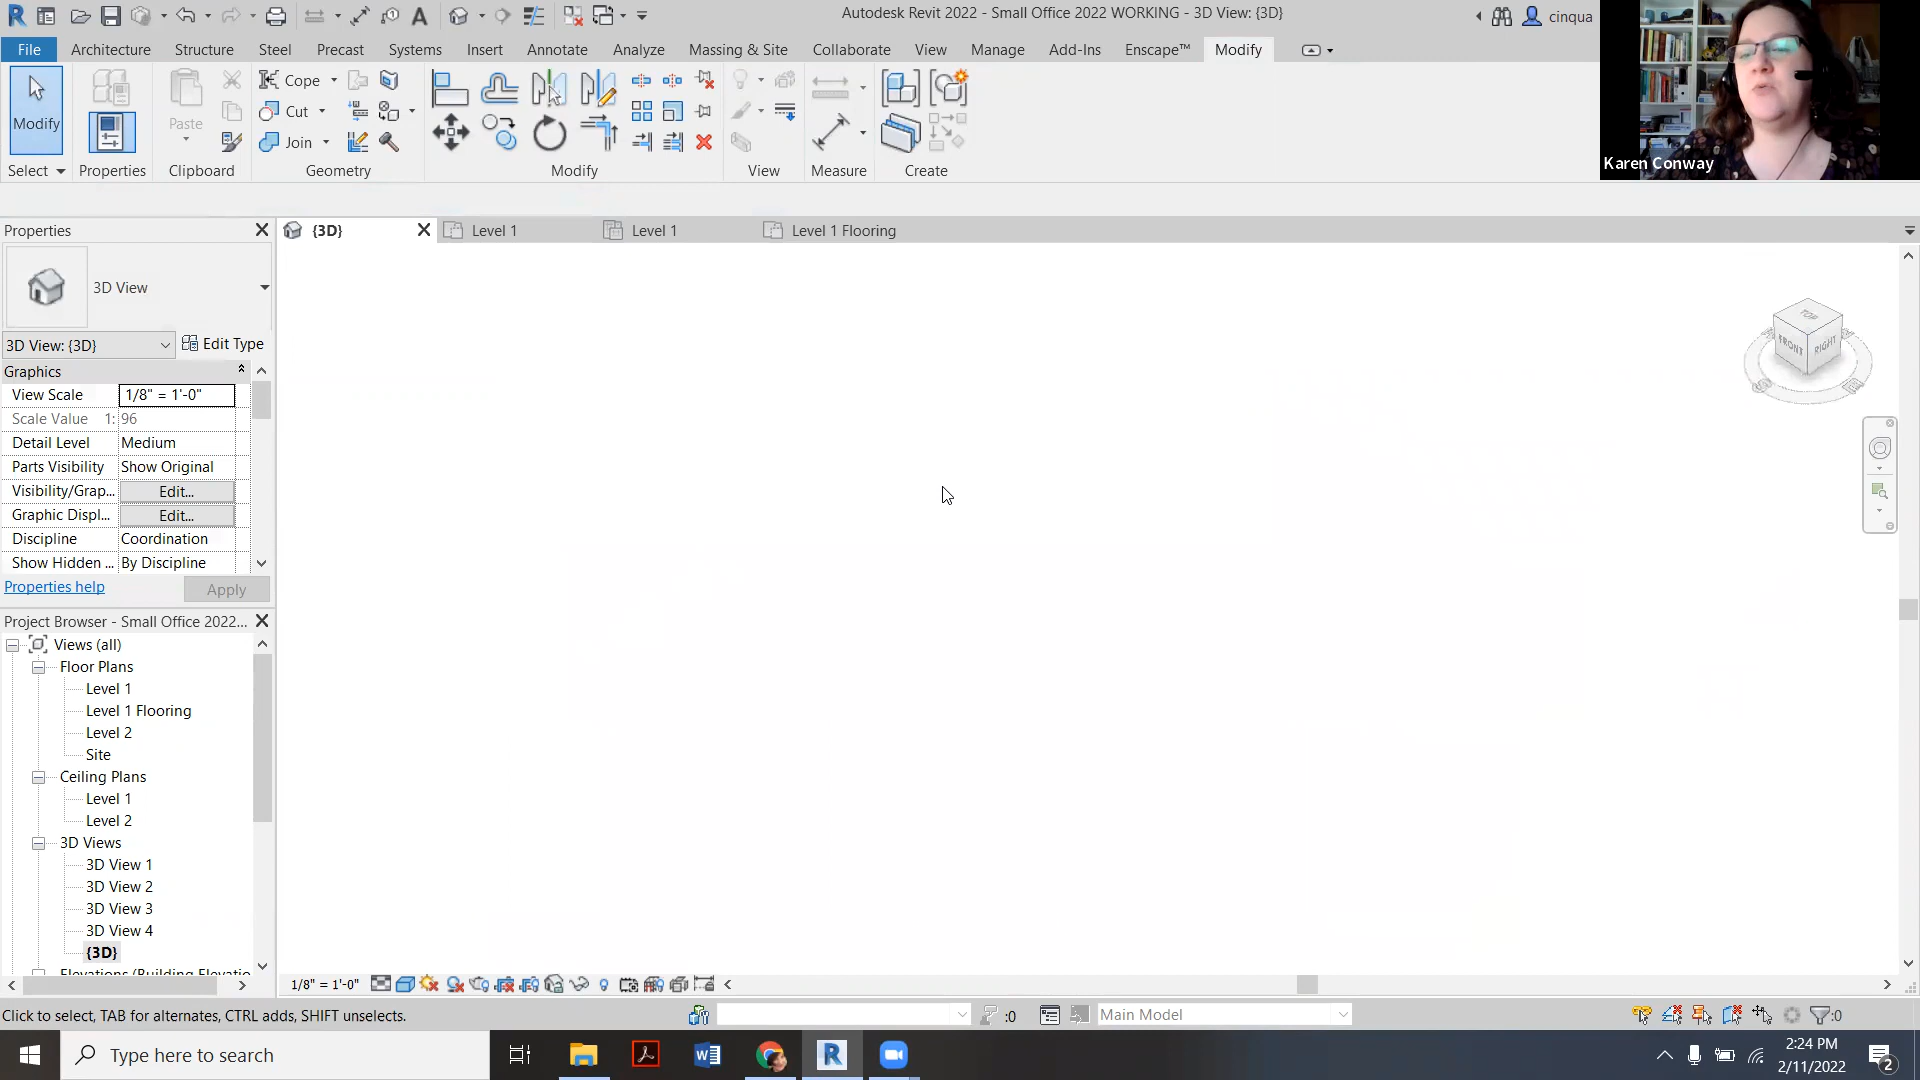 Autodesk Revit 2022 - Small Office 2022 WORKING - 3D View: {3D}
cinqua
File Architecture Structure Steel Precast Systems Insert Annotate Analyze Massing & Site Collaborate View Manage Add-Ins Enscape™ Modify
Modify
Paste
Cope
Cut
Join
Select Properties Clipboard Geometry Modify View Measure Create
Karen Conway
Properties
{3D} Level 1 Level 1 Level 1 Flooring
3D View
3D View: {3D} Edit Type
Graphics
View Scale 1/8" = 1'-0"
Scale Value 1: 96
Detail Level Medium
Parts Visibility Show Original
Visibility/Grap... Edit...
Graphic Displ... Edit...
Discipline Coordination
Show Hidden ... By Discipline
Properties help Apply
TOP
FRONT RIGHT
Project Browser - Small Office 2022...
Views (all)
Floor Plans
Level 1
Level 1 Flooring
Level 2
Site
Ceiling Plans
Level 1
Level 2
3D Views
3D View 1
3D View 2
3D View 3
3D View 4
{3D}
Elevations (Building Elevatio
1/8" = 1'-0"
Click to select, TAB for alternates, CTRL adds, SHIFT unselects.
:0
Main Model
:0
Type here to search
2:24 PM
2/11/2022
2